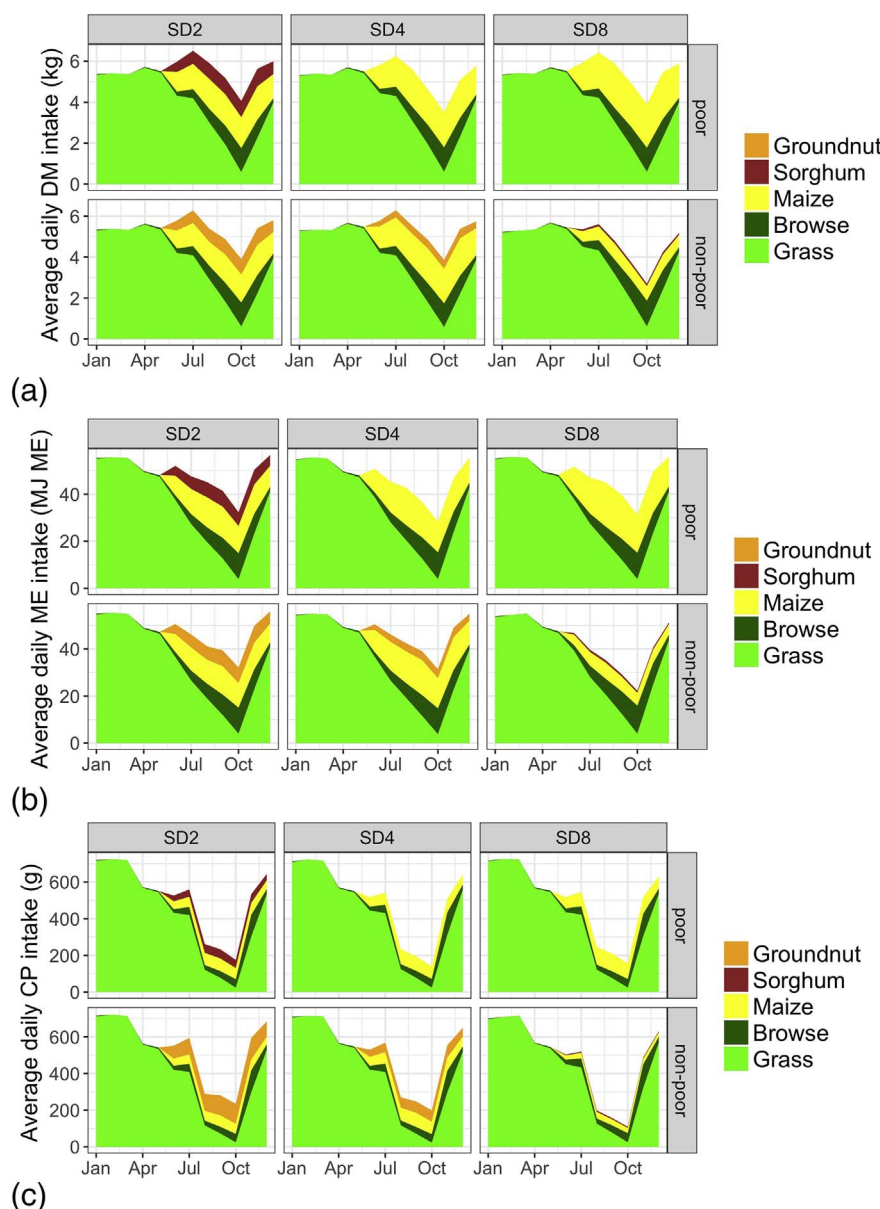 SD2 SD4 SD8
Average daily DM intake (kg)
6
4
2
0
poor
6
4
2
0
non-poor
Jan Apr Jul Oct Jan Apr Jul Oct Jan Apr Jul Oct
Groundnut
Sorghum
Maize
Browse
Grass
(a)
SD2 SD4 SD8
Average daily ME intake (MJ ME)
40
20
0
poor
40
20
0
non-poor
Jan Apr Jul Oct Jan Apr Jul Oct Jan Apr Jul Oct
Groundnut
Sorghum
Maize
Browse
Grass
(b)
SD2 SD4 SD8
Average daily CP intake (g)
600
400
200
0
poor
600
400
200
0
non-poor
Jan Apr Jul Oct Jan Apr Jul Oct Jan Apr Jul Oct
Groundnut
Sorghum
Maize
Browse
Grass
(c)